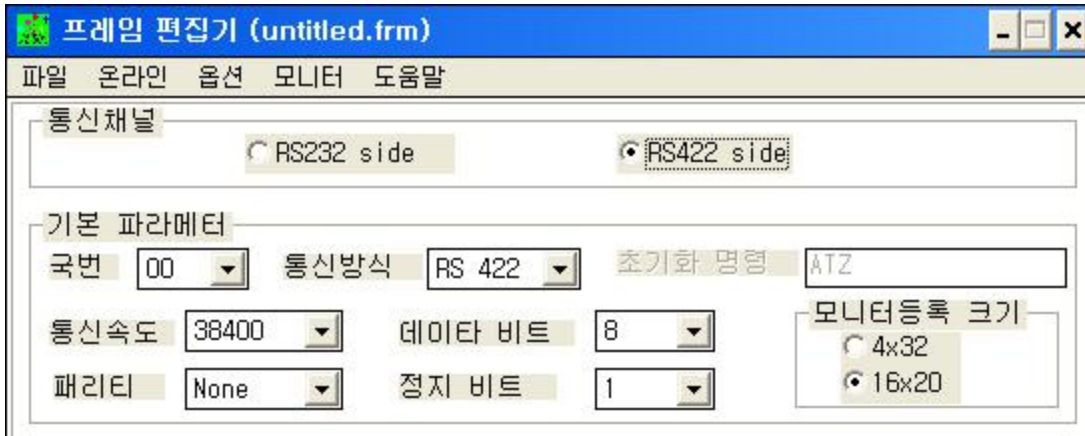 프레임 편집기 (untitled.frm)
파일 온라인 옵션 모니터 도움말
통신채널
RS232 side RS422 side
기본 파라메터
국번 00 통신방식 RS 422 초기화 명령 ATZ
통신속도 38400 데이타 비트 8 모니터등록 크기
4x32
패리티 None 정지 비트 1 16x20